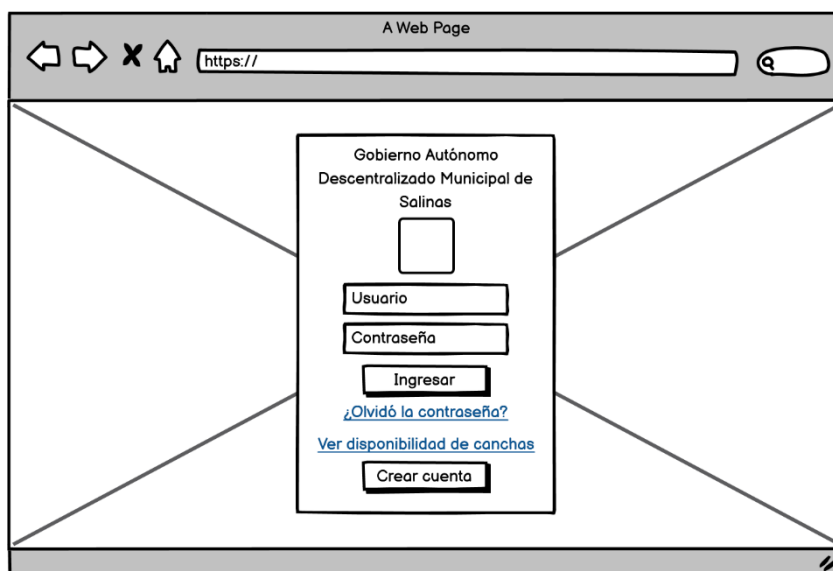 A Web Page
https://
Gobierno Autónomo
Descentralizado Municipal de
Salinas
Usuario
Contraseña
Ingresar
¿Olvidó la contraseña?
Ver disponibilidad de canchas
Crear cuenta